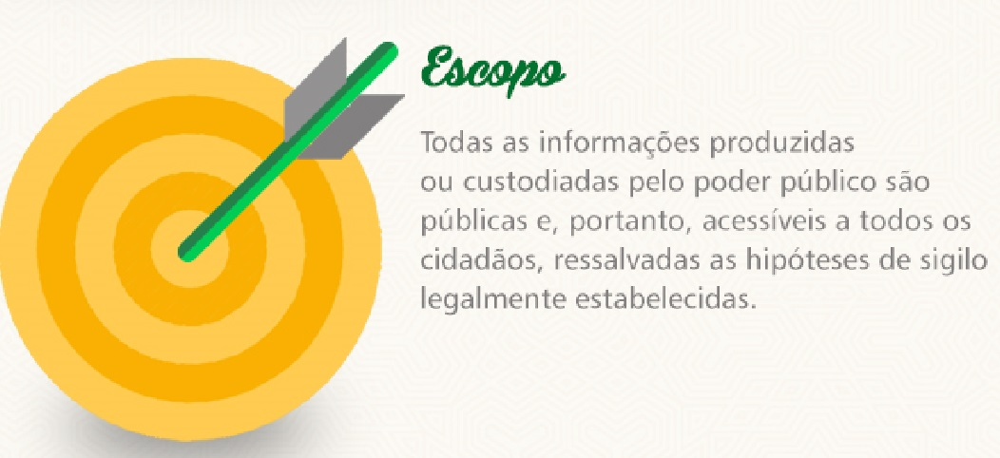 Escopo
Todas as informações produzidas
ou custodiadas pelo poder público são
públicas e, portanto, acessíveis a todos os
cidadãos, ressalvadas as hipóteses de sigilo
legalmente estabelecidas.